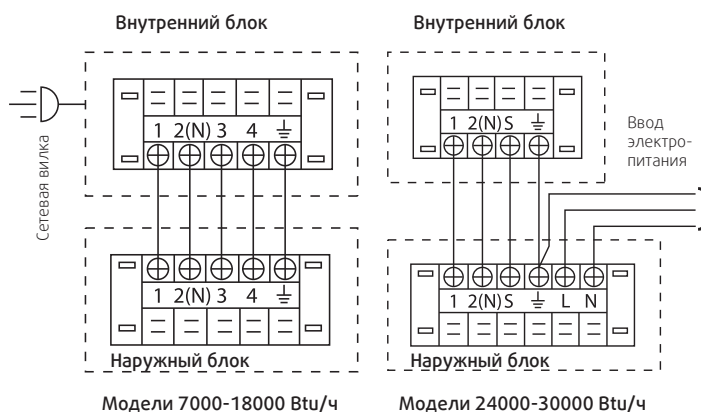 Внутренний блок
1 2(N) 3 4
Сетевая вилка
1 2(N) 3 4
Наружный блок
Модели 7000-18000 Btu/ч
Внутренний блок
1 2(N) S
Ввод
электро-
питания
1 2(N) S L N
Наружный блок
Модели 24000-30000 Btu/ч